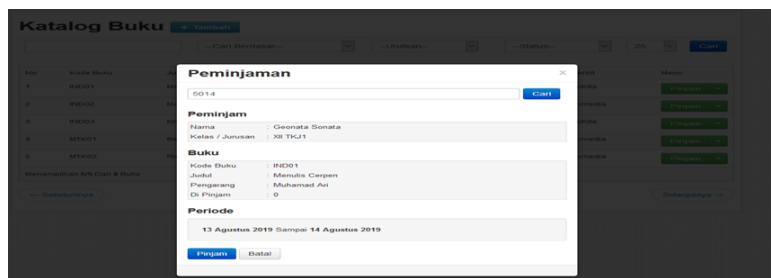 Katalog Buku + Tambah
--Cari Berdasar-- --Urutkan-- --Status-- 25 Cari
No Kode Buku Menu
1 IND01 Pinjam
2 IND02 Pinjam
3 IND03 Pinjam
4 MTK01 Pinjam
5 MTK02 Pinjam
Menampilkan 5/5 Dari 8 Buku
← Sebelumnya Selanjutnya →
Peminjaman ×
5014 Cari
Peminjam
Nama : Geonata Sonata
Kelas / Jurusan : XII TKJ1
Buku
Kode Buku : IND01
Judul : Menulis Cerpen
Pengarang : Muhamad Ari
Di Pinjam : 0
Periode
13 Agustus 2019 Sampai 14 Agustus 2019
Pinjam Batal